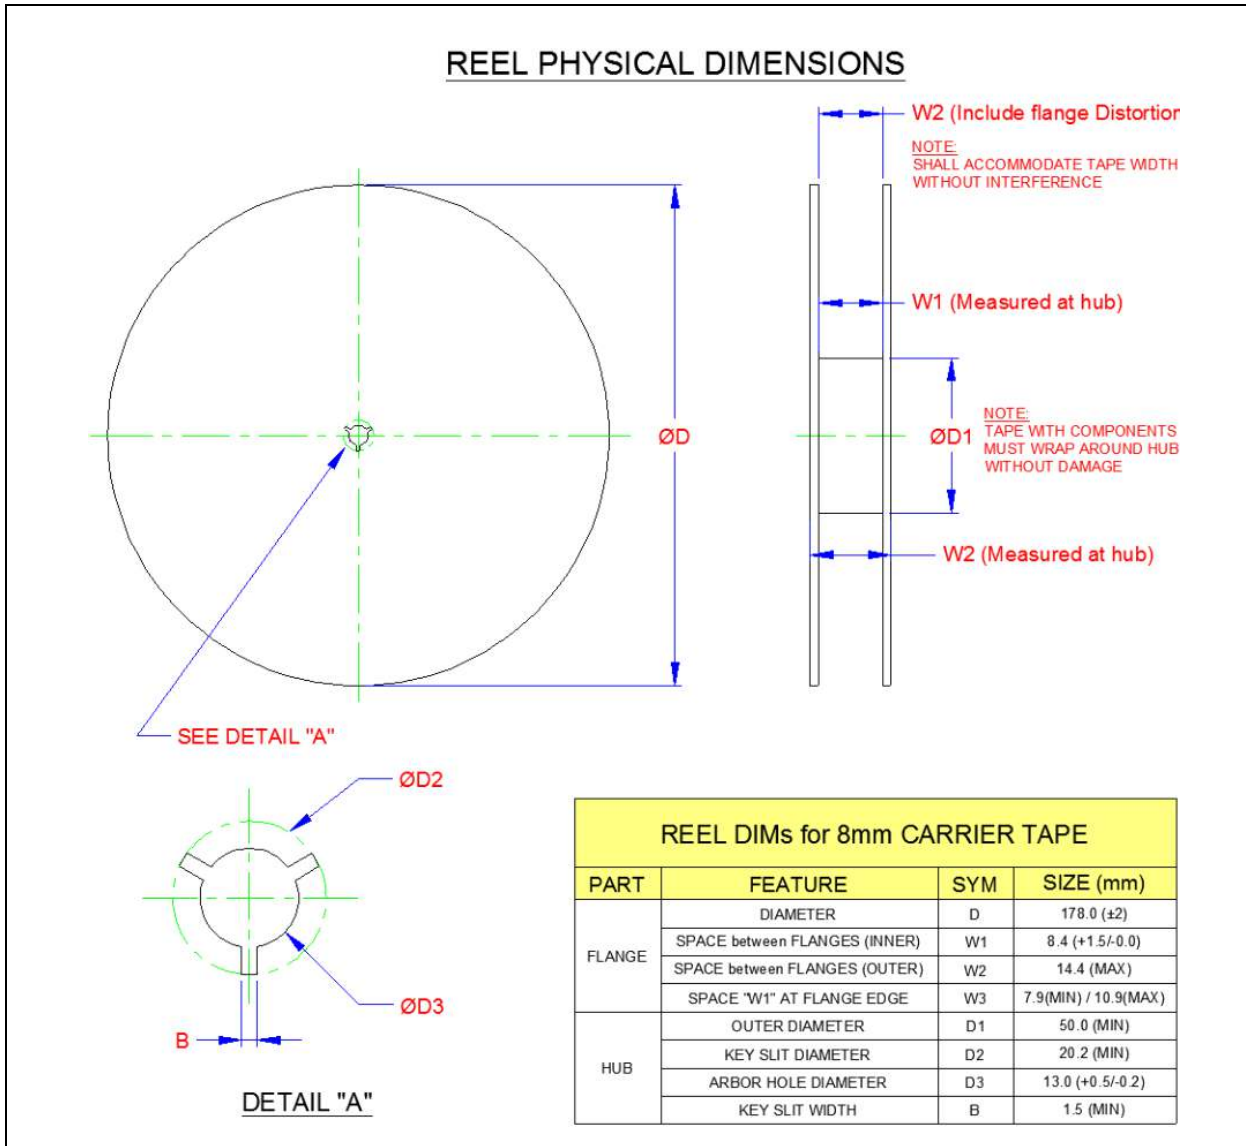 REEL PHYSICAL DIMENSIONS
W2 (Include flange Distortion
NOTE:
SHALL ACCOMMODATE TAPE WIDTH
WITHOUT INTERFERENCE
W1 (Measured at hub)
ØD
ØD1
NOTE:
TAPE WITH COMPONENTS
MUST WRAP AROUND HUB
WITHOUT DAMAGE
W2 (Measured at hub)
SEE DETAIL "A"
ØD2
ØD3
B
DETAIL "A"
REEL DIMs for 8mm CARRIER TAPE
PART FEATURE SYM SIZE (mm)
FLANGE
DIAMETER D 178.0 (±2)
SPACE between FLANGES (INNER) W1 8.4 (+1.5/-0.0)
SPACE between FLANGES (OUTER) W2 14.4 (MAX)
SPACE "W1" AT FLANGE EDGE W3 7.9(MIN) / 10.9(MAX)
HUB
OUTER DIAMETER D1 50.0 (MIN)
KEY SLIT DIAMETER D2 20.2 (MIN)
ARBOR HOLE DIAMETER D3 13.0 (+0.5/-0.2)
KEY SLIT WIDTH B 1.5 (MIN)